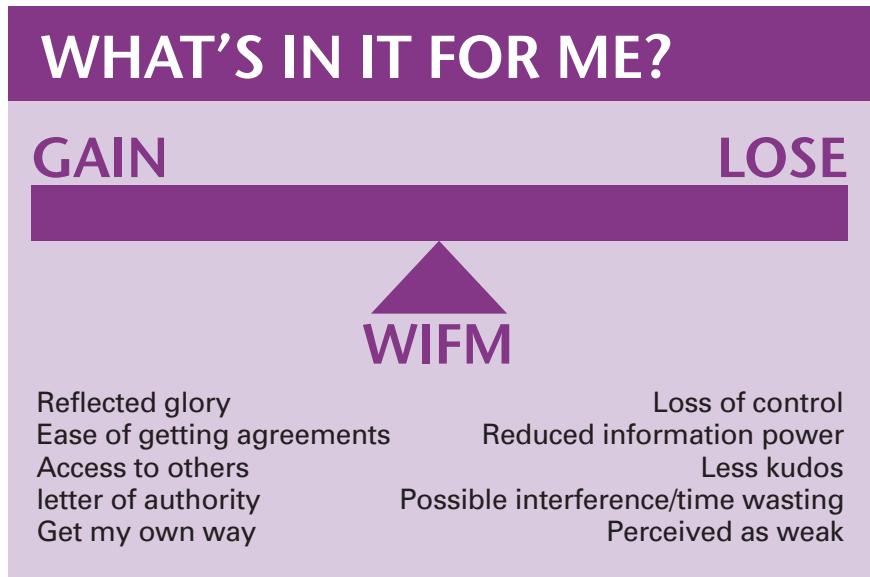 WHAT'S IN IT FOR ME?
GAIN
LOSE
WIFM
Reflected glory
Ease of getting agreements
Access to others
letter of authority
Get my own way
Loss of control
Reduced information power
Less kudos
Possible interference/time wasting
Perceived as weak